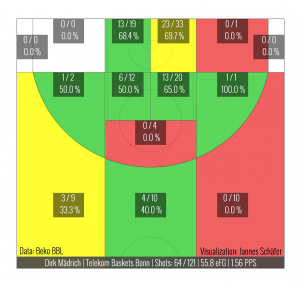 0 / 0
0.0 %
0 / 0
0.0 %
13 / 19
68.4 %
23 / 33
69.7 %
0 / 1
0.0 %
0 / 0
0.0 %
1 / 2
50.0 %
6 / 12
50.0 %
13 / 20
65.0 %
1 / 1
100.0 %
0 / 4
0.0 %
3 / 9
33.3 %
4 / 10
40.0 %
0 / 10
0.0 %
Data: Beko BBL
Visualization: Jannes Schäfer
Dirk Mädrich | Telekom Baskets Bonn | Shots: 64 / 121 | 55.8 eFG | 1.56 PPS